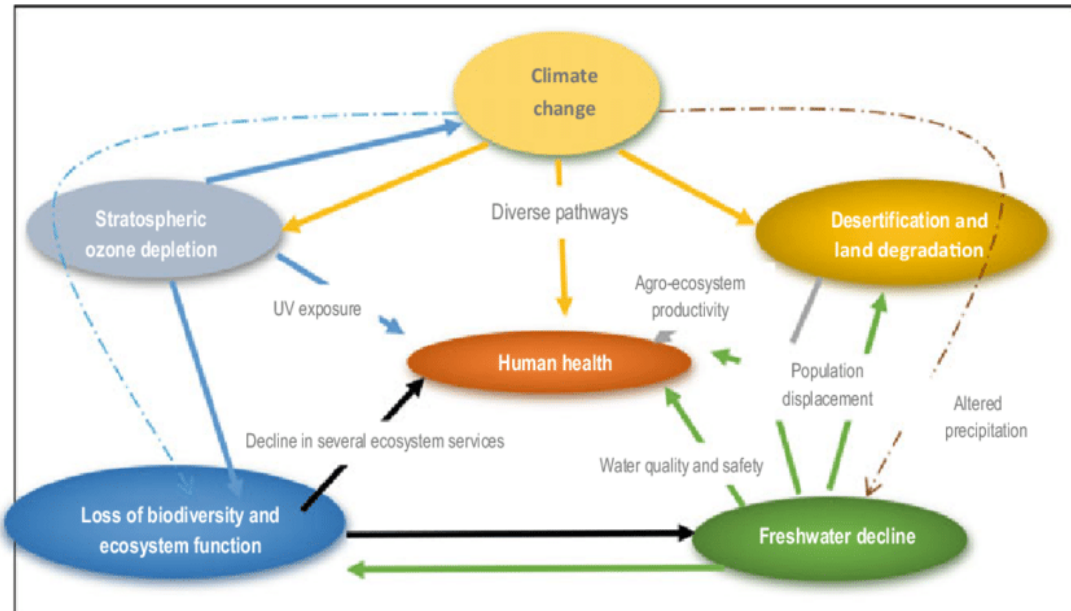 Climate
change
Stratospheric
ozone depletion
Diverse pathways
Desertification and
land degradation
UV exposure
Agro-ecosystem
productivity
Human health
Population
displacement
Altered
precipitation
Decline in several ecosystem services
Water quality and safety
Loss of biodiversity and
ecosystem function
Freshwater decline